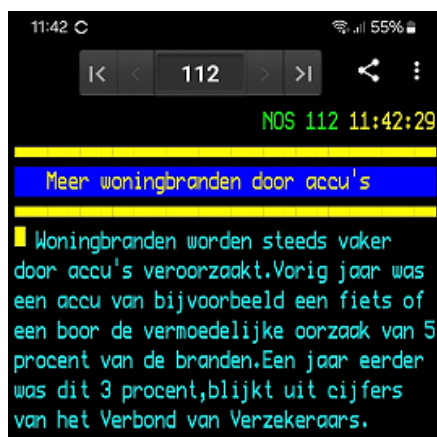 11:42
55%
112
NOS 112 11:42:29
Meer woningbranden door accu's
Woningbranden worden steeds vaker
door accu's veroorzaakt.Vorig jaar was
een accu van bijvoorbeeld een fiets of
een boor de vermoedelijke oorzaak van 5
procent van de branden.Een jaar eerder
was dit 3 procent,blijkt uit cijfers
van het Verbond van Verzekeraars.